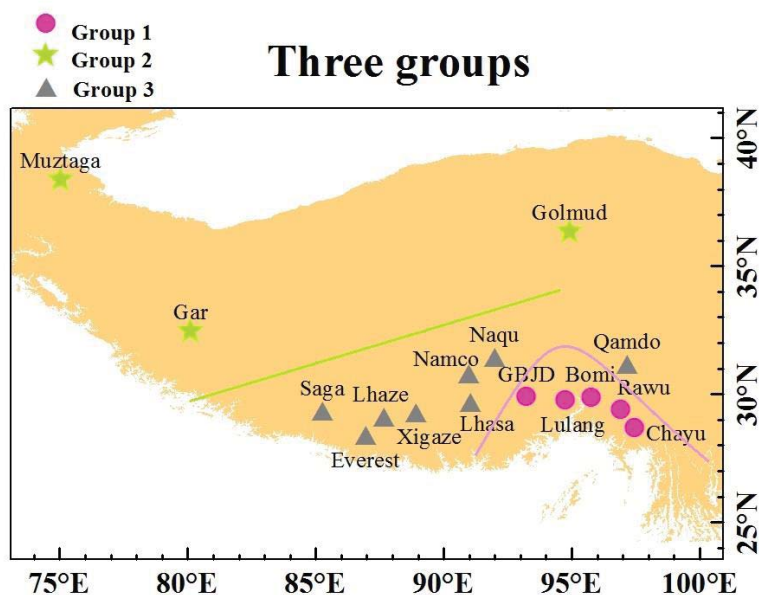 Group 1
Group 2
Group 3
Three groups
Muztaga
Golmud
Gar
Naqu
Qamdo
Namco
GBJD
Bomi
Rawu
Saga
Lhaze
Xigaze
Lhasa
Lulang
Chayu
Everest
40°N
35°N
30°N
25°N
75°E
80°E
85°E
90°E
95°E
100°E